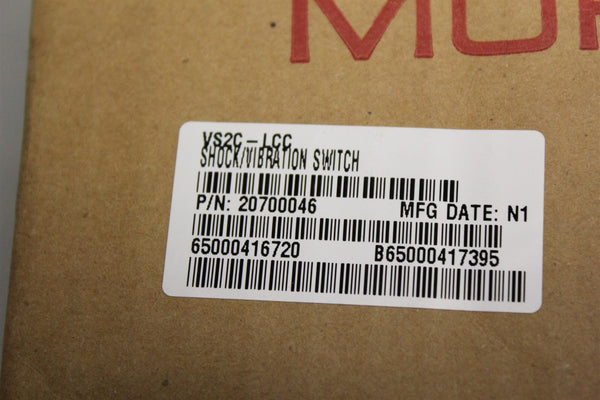 VS2C-LCC
SHOCK/VIBRATION SWITCH
P/N: 20700046 MFG DATE: N1
65000416720 B65000417395